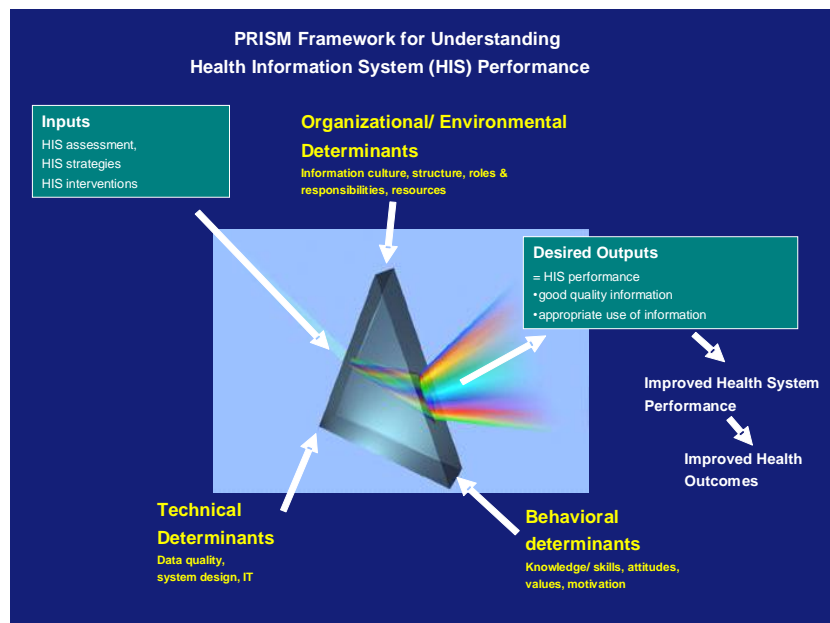 PRISM Framework for Understanding
Health Information System (HIS) Performance
Inputs
HIS assessment,
HIS strategies
HIS interventions
Organizational/ Environmental
Determinants
Information culture, structure, roles &
responsibilities, resources
Desired Outputs
= HIS performance
•good quality information
•appropriate use of information
Improved Health System
Performance
Improved Health
Outcomes
Technical
Determinants
Data quality,
system design, IT
Behavioral
determinants
Knowledge/ skills, attitudes,
values, motivation